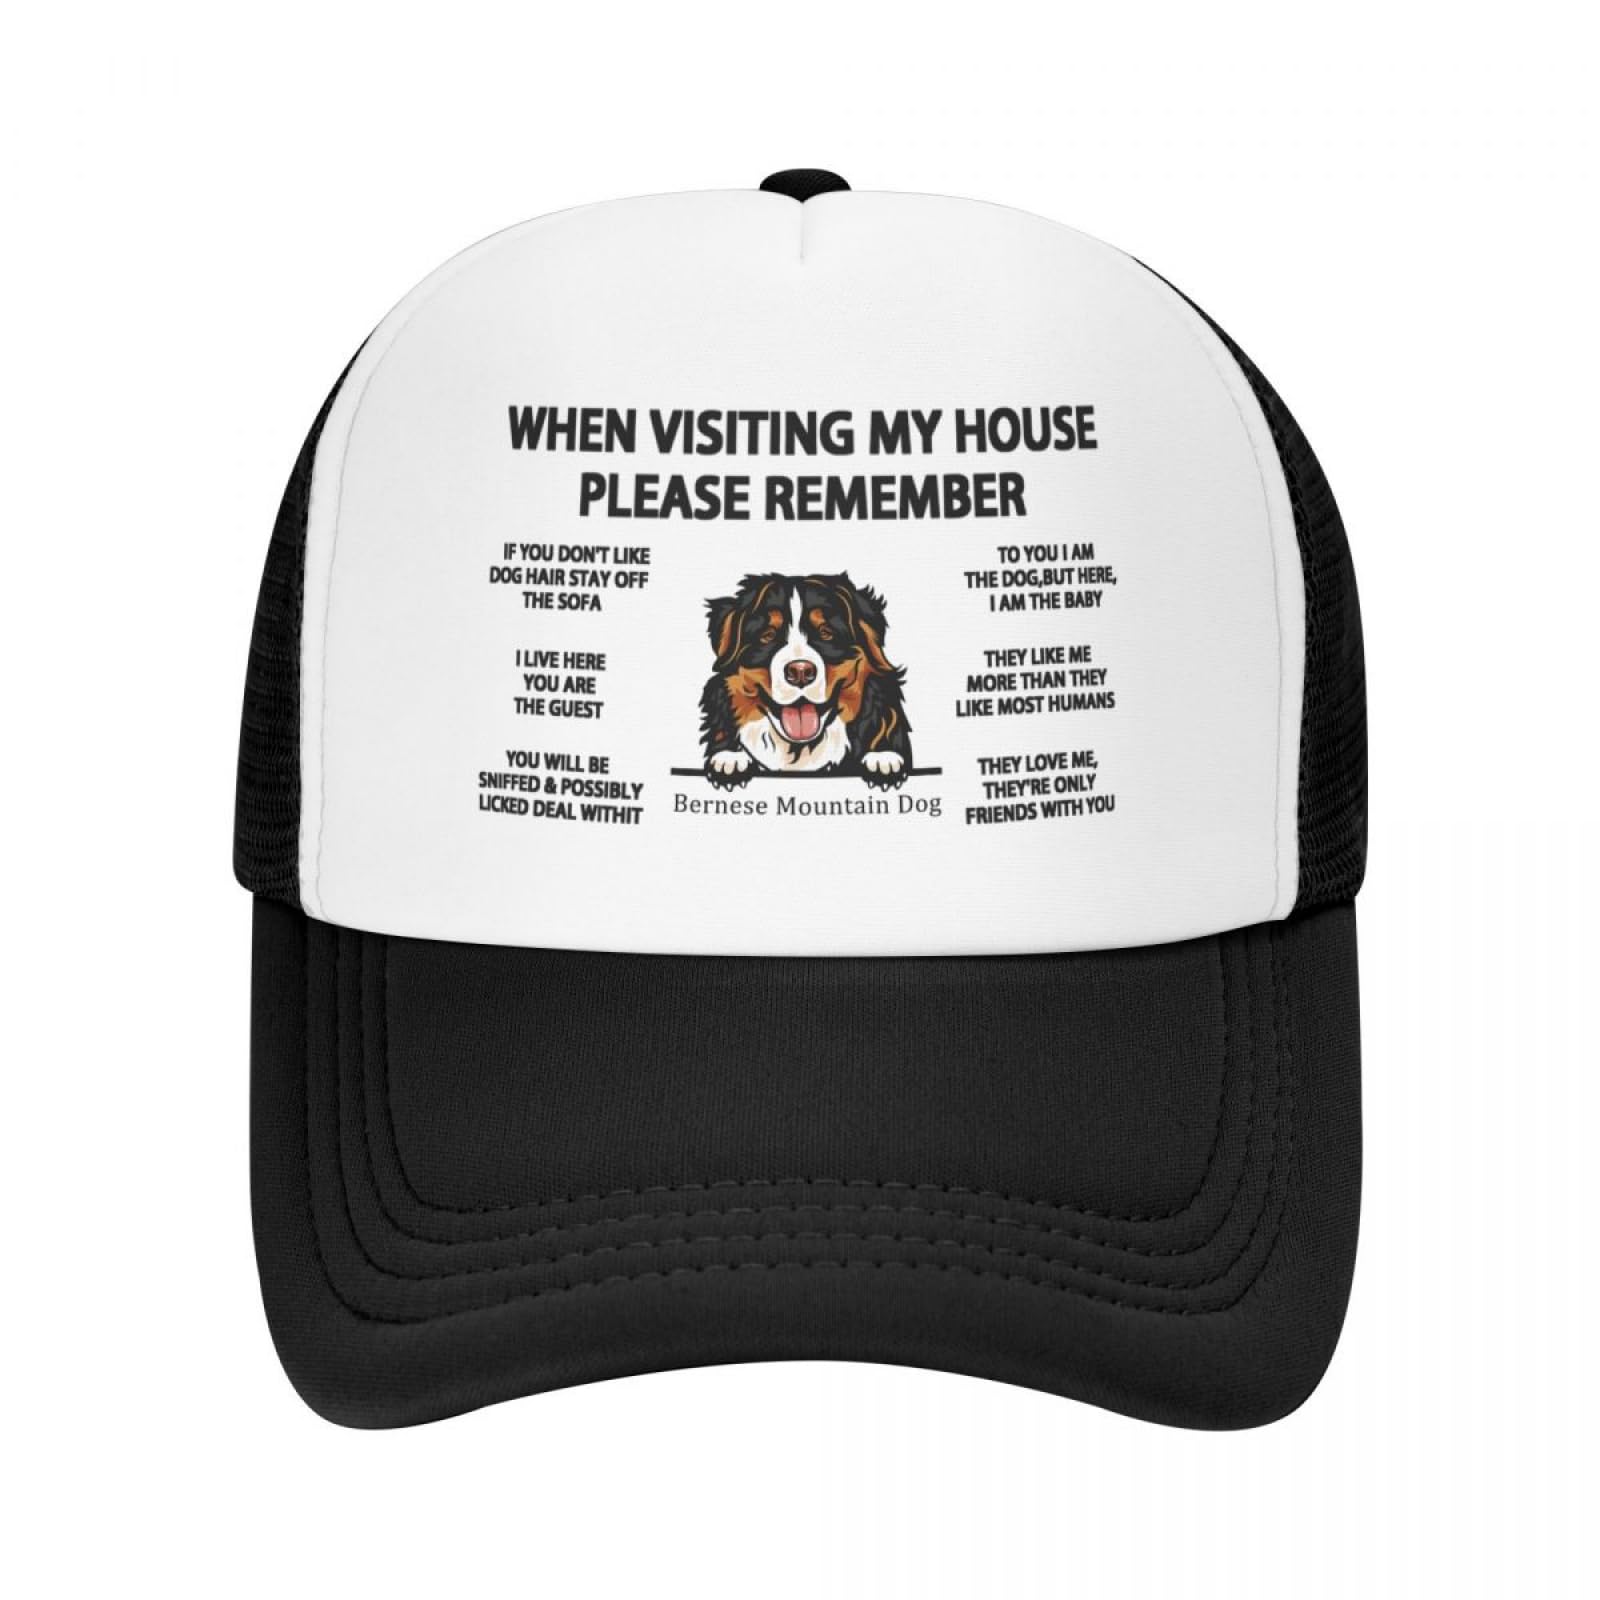 WHEN VISITING MY HOUSE
PLEASE REMEMBER
IF YOU DON'T LIKE
DOG HAIR STAY OFF
THE SOFA
I LIVE HERE
YOU ARE
THE GUEST
YOU WILL BE
SNIFFED & POSSIBLY
LICKED DEAL WITHIT
TO YOU I AM
THE DOG,BUT HERE,
I AM THE BABY
THEY LIKE ME
MORE THAN THEY
LIKE MOST HUMANS
THEY LOVE ME,
THEY'RE ONLY
FRIENDS WITH YOU
Bernese Mountain Dog